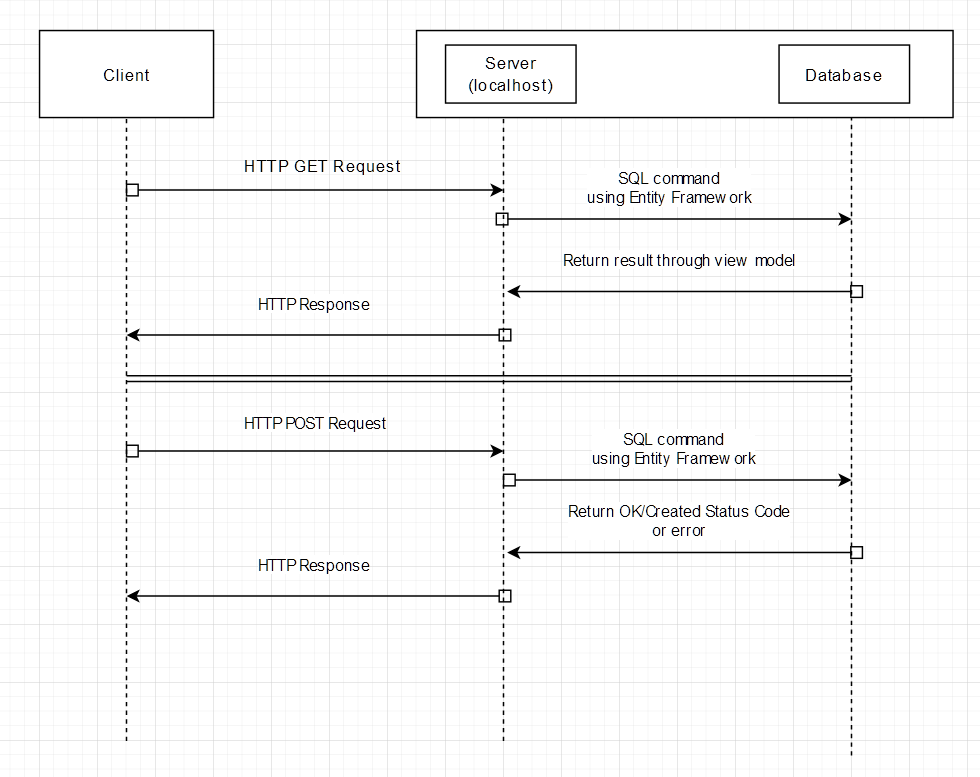 Client
Server
(localhost)
Database
HTTP GET Request
SQL command
using Entity Framework
Return result through view model
HTTP Response
HTTP POST Request
SQL command
using Entity Framework
Return OK/Created Status Code
or error
HTTP Response